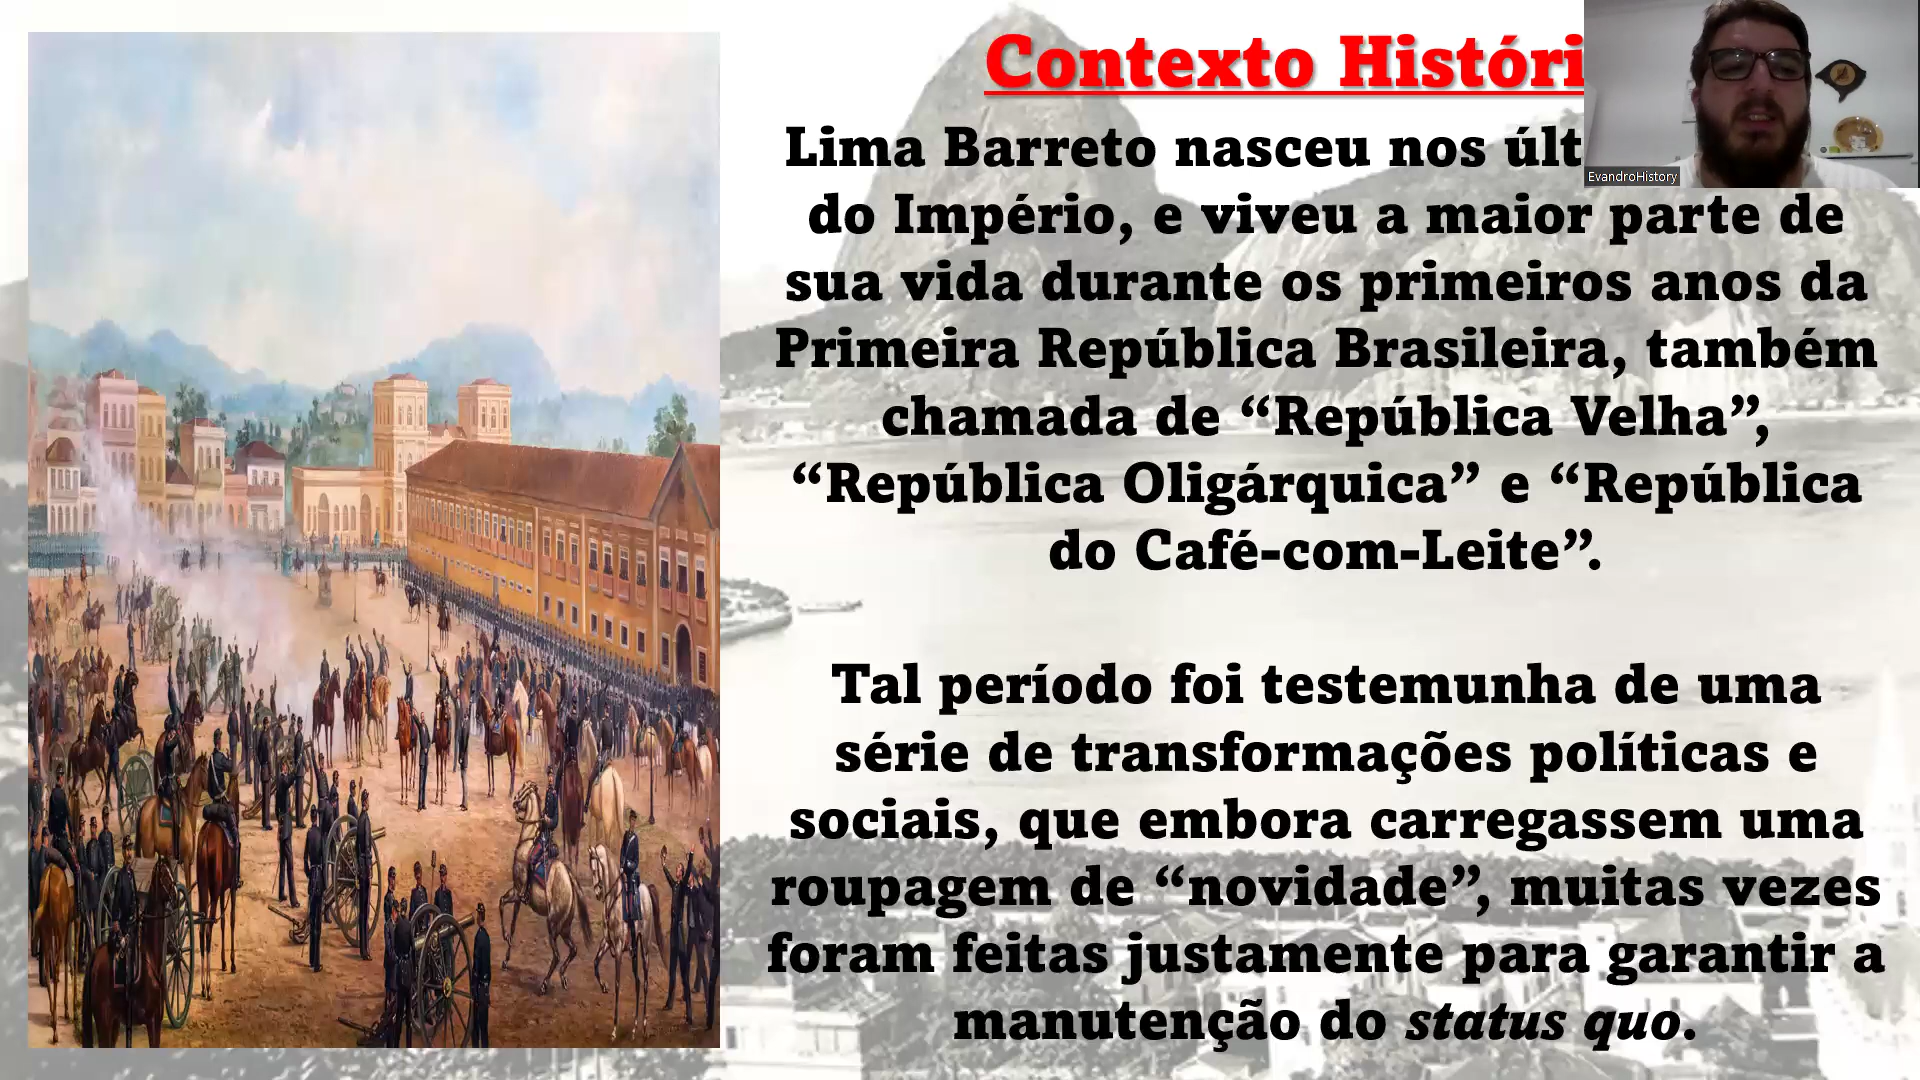 Contexto Históri
Lima Barreto nasceu nos últ
do Império, e viveu a maior parte de
sua vida durante os primeiros anos da
Primeira República Brasileira, também
chamada de “República Velha”,
“República Oligárquica” e “República
do Café-com-Leite”.
Tal período foi testemunha de uma
série de transformações políticas e
sociais, que embora carregassem uma
roupagem de “novidade”, muitas vezes
foram feitas justamente para garantir a
manutenção do status quo.
EvandroHistory